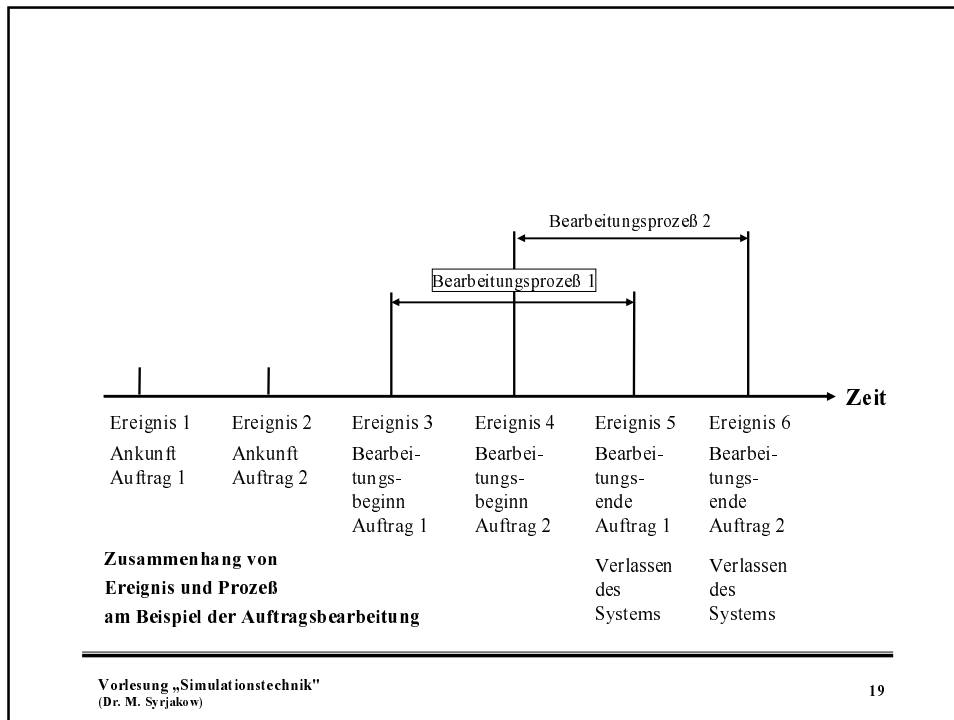 Bearbeitungsprozeß 2
Bearbeitungsprozeß 1
Zeit
Ereignis 1
Ankunft
Auftrag 1
Ereignis 2
Ankunft
Auftrag 2
Ereignis 3
Bearbei-
tungs-
beginn
Auftrag 1
Ereignis 4
Bearbei-
tungs-
beginn
Auftrag 2
Ereignis 5
Bearbei-
tungs-
ende
Auftrag 1
Verlassen
des
Systems
Ereignis 6
Bearbei-
tungs-
ende
Auftrag 2
Verlassen
des
Systems
Zusammenhang von
Ereignis und Prozeß
am Beispiel der Auftragsbearbeitung
Vorlesung „Simulationstechnik"
(Dr. M. Syrjakow)
19